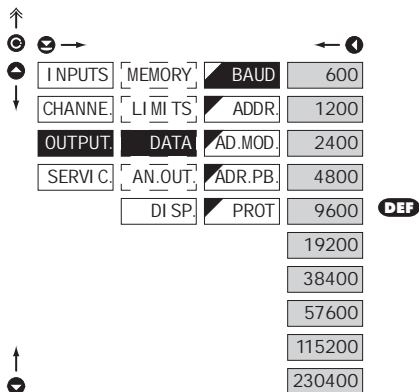 INPUTS MEMORY BAUD 600
CHANNE. LIMITS ADDR. 1200
OUTPUT. DATA AD.MOD. 2400
SERVIC. AN.OUT. ADR.PB. 4800
DISP. PROT 9600 DEF
19200
38400
57600
115200
230400